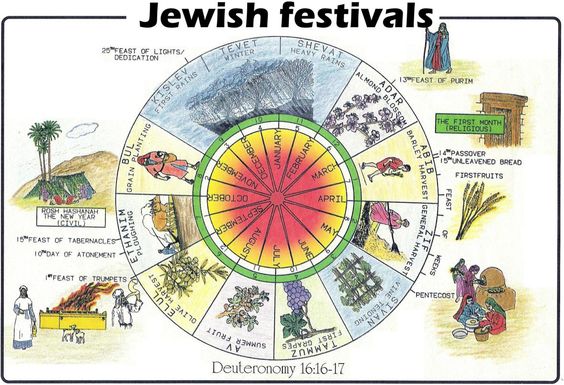 Jewish festivals
25TH FEAST OF LIGHTS/
DEDICATION
KISLEV
FIRST RAINS
TEVET
WINTER
SHEVAT
HEAVY RAINS
ADAR
ALMOND BLOSSOM
13TH FEAST OF PURIM
THE FIRST MONTH
(RELIGIOUS)
ABIB
BARLEY HARVEST
14TH PASSOVER
15TH UNLEAVENED BREAD
FIRSTFRUITS
ZIF
GENERAL HARVEST
FEAST
OF
WEEKS
PENTECOST
SIVAN
VINE TENDING
TAMMUZ
FIRST GRAPES
AV
SUMMER FRUIT
ELUL
OLIVE HARVEST
ETHANIM
PLOUGHING
BUL
GRAIN PLANTING
ROSH HASHANAH
THE NEW YEAR
(CIVIL)
15TH FEAST OF TABERNACLES
10TH DAY OF ATONEMENT
1ST FEAST OF TRUMPETS
JANUARY
FEBRUARY
MARCH
APRIL
MAY
JUNE
JULY
AUGUST
SEPTEMBER
OCTOBER
NOVEMBER
DECEMBER
Deuteronomy 16:16-17